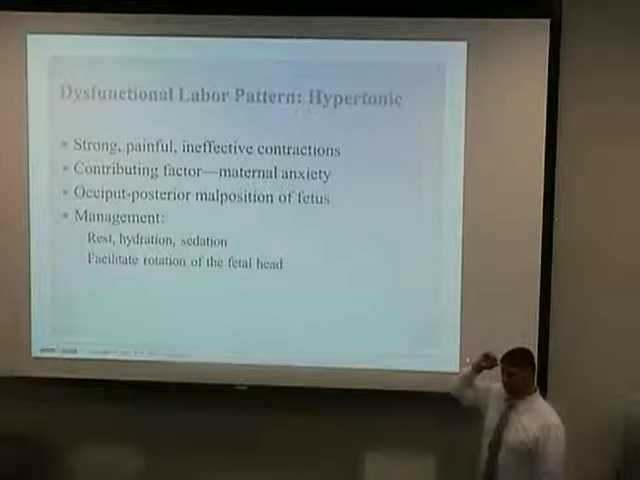 Dysfunctional Labor Pattern: Hypertonic
Strong, painful, ineffective contractions
Contributing factor—maternal anxiety
Occiput-posterior malposition of fetus
Management:
Rest, hydration, sedation
Facilitate rotation of the fetal head